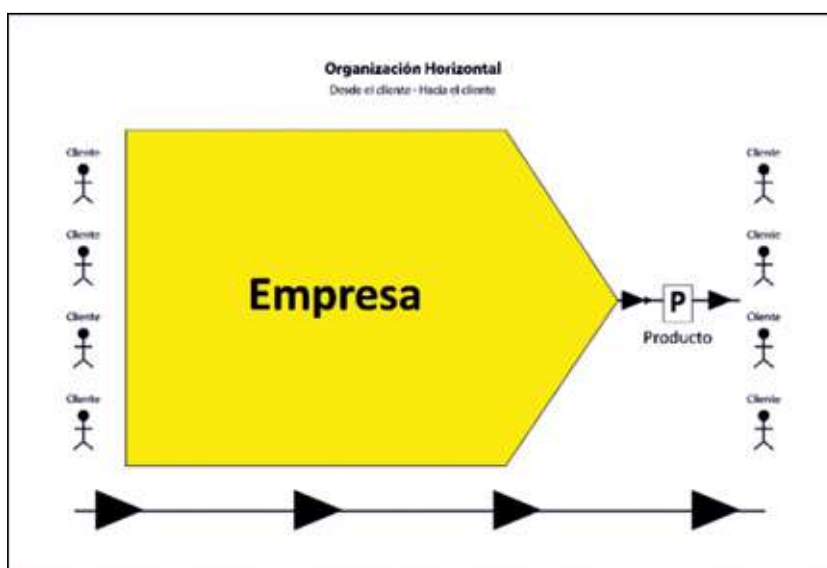 Organización Horizontal
Desde el cliente - Hacia el cliente
Cliente
Cliente
Cliente
Cliente
Empresa
P
Producto
Cliente
Cliente
Cliente
Cliente